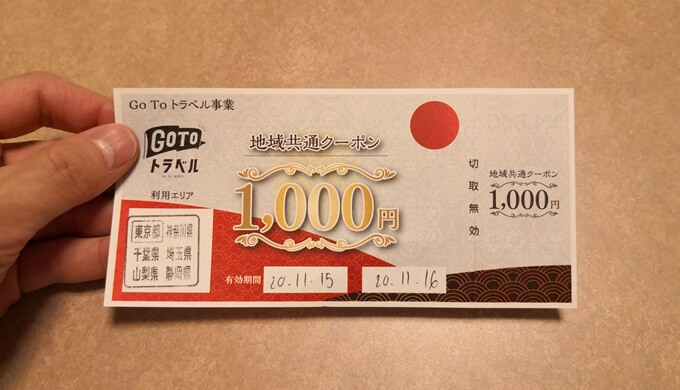 Go To トラベル事業
GOTO
トラベル
利用エリア
東京都 神奈川県
千葉県 埼玉県
山梨県 静岡県
地域共通クーポン
1,000円
有効期間 20.11.15 20.11.16
切取無効
地域共通クーポン
1,000円